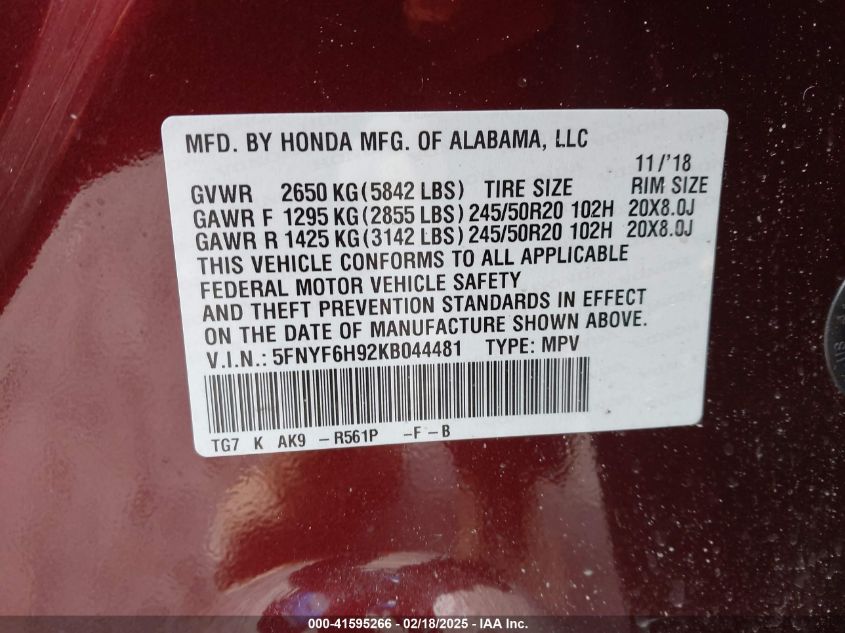 MFD. BY HONDA MFG. OF ALABAMA, LLC
11/'18
GVWR 2650 KG(5842 LBS) TIRE SIZE RIM SIZE
GAWR F 1295 KG(2855 LBS) 245/50R20 102H 20X8.0J
GAWR R 1425 KG(3142 LBS) 245/50R20 102H 20X8.0J
THIS VEHICLE CONFORMS TO ALL APPLICABLE
FEDERAL MOTOR VEHICLE SAFETY
AND THEFT PREVENTION STANDARDS IN EFFECT
ON THE DATE OF MANUFACTURE SHOWN ABOVE.
V.I.N.: 5FNYF6H92KB044481 TYPE: MPV
TG7 K AK9 -R561P -F-B
000-41595266 - 02/18/2025 - IAA Inc.